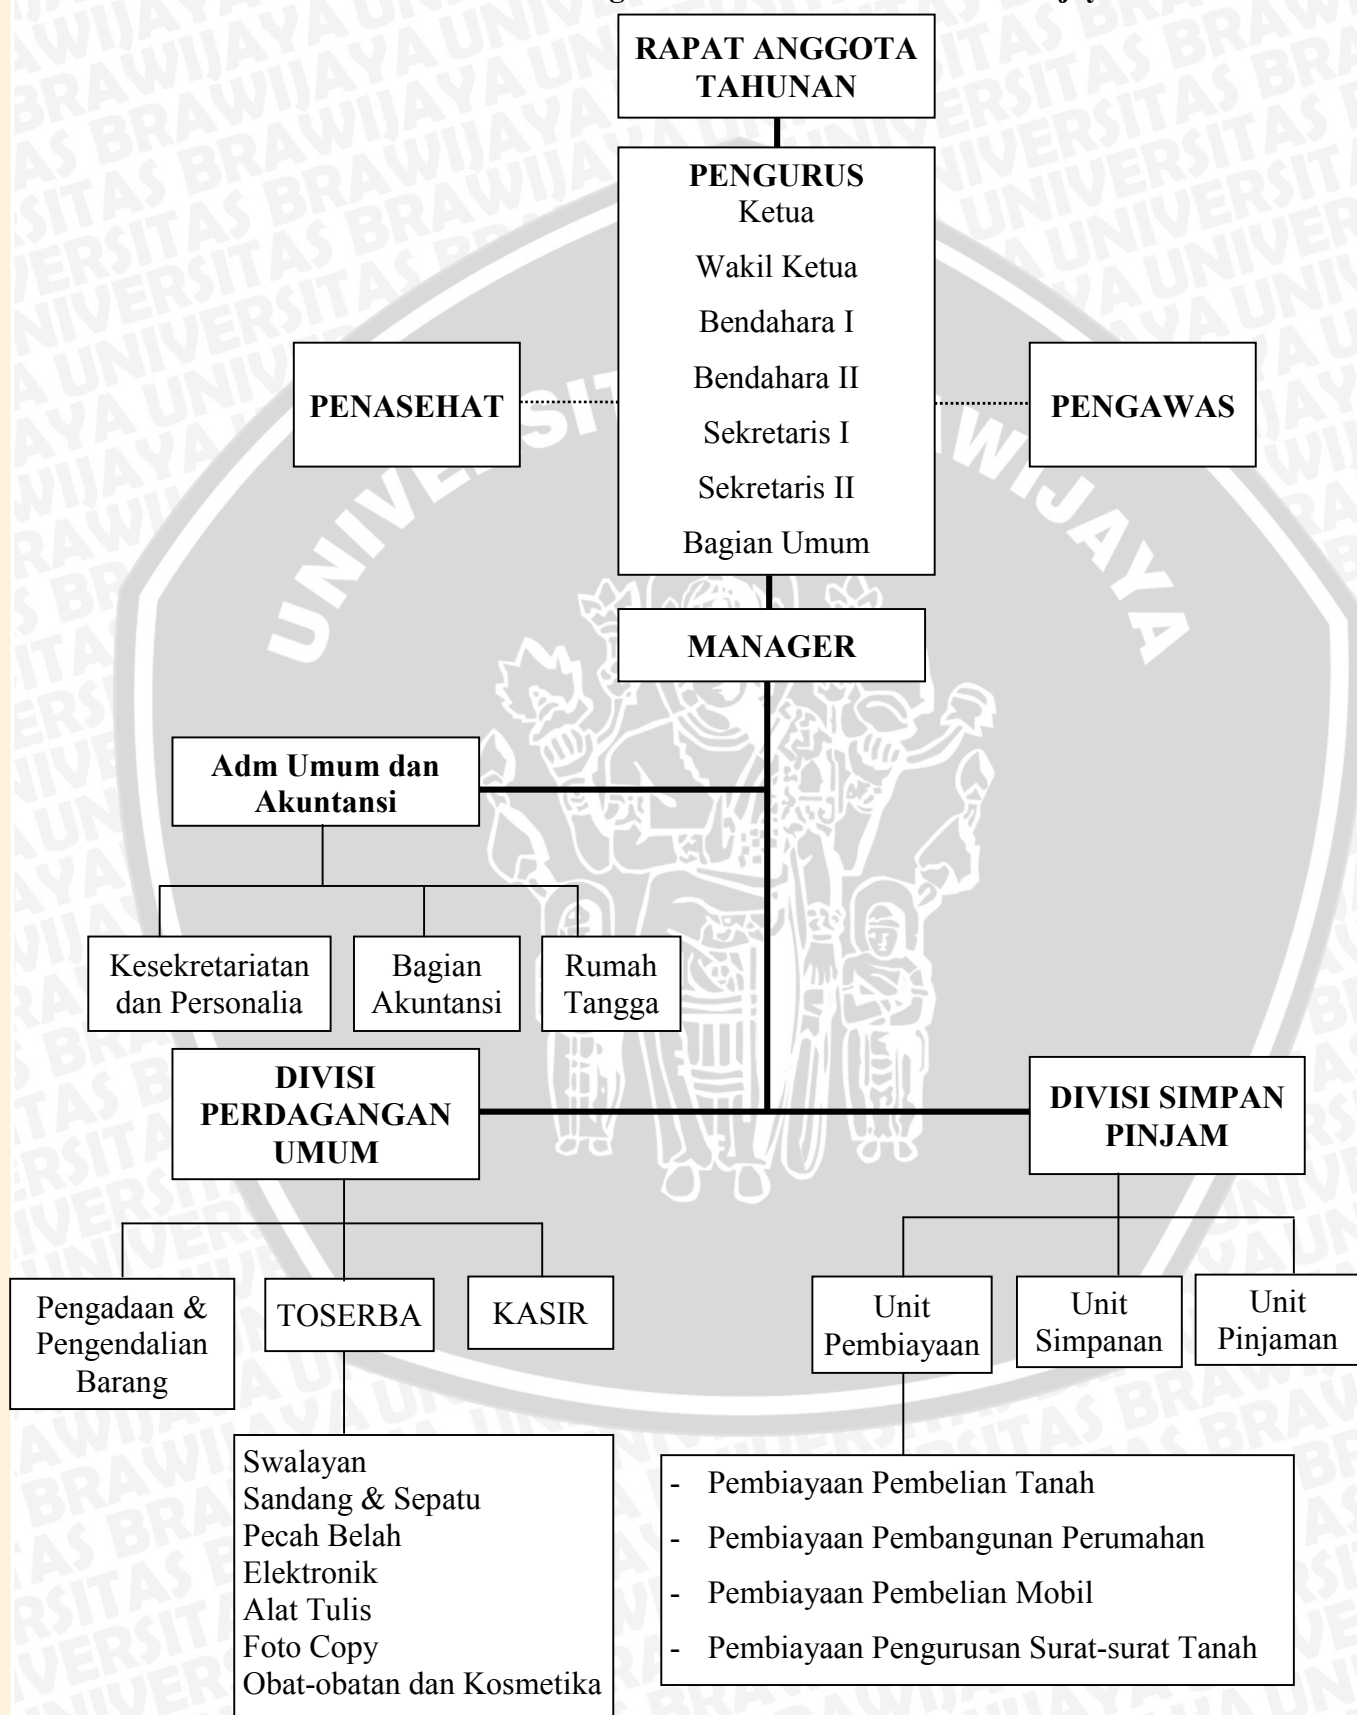 RAPAT ANGGOTA
TAHUNAN
PENGURUS
Ketua
Wakil Ketua
Bendahara I
Bendahara II
Sekretaris I
Sekretaris II
Bagian Umum
PENASEHAT
PENGAWAS
MANAGER
Adm Umum dan
Akuntansi
Kesekretariatan
dan Personalia
Bagian
Akuntansi
Rumah
Tangga
DIVISI
PERDAGANGAN
UMUM
DIVISI SIMPAN
PINJAM
Pengadaan &
Pengendalian
Barang
TOSERBA
KASIR
Unit
Pembiayaan
Unit
Simpanan
Unit
Pinjaman
Swalayan
Sandang & Sepatu
Pecah Belah
Elektronik
Alat Tulis
Foto Copy
Obat-obatan dan Kosmetika
- Pembiayaan Pembelian Tanah
- Pembiayaan Pembangunan Perumahan
- Pembiayaan Pembelian Mobil
- Pembiayaan Pengurusan Surat-surat Tanah